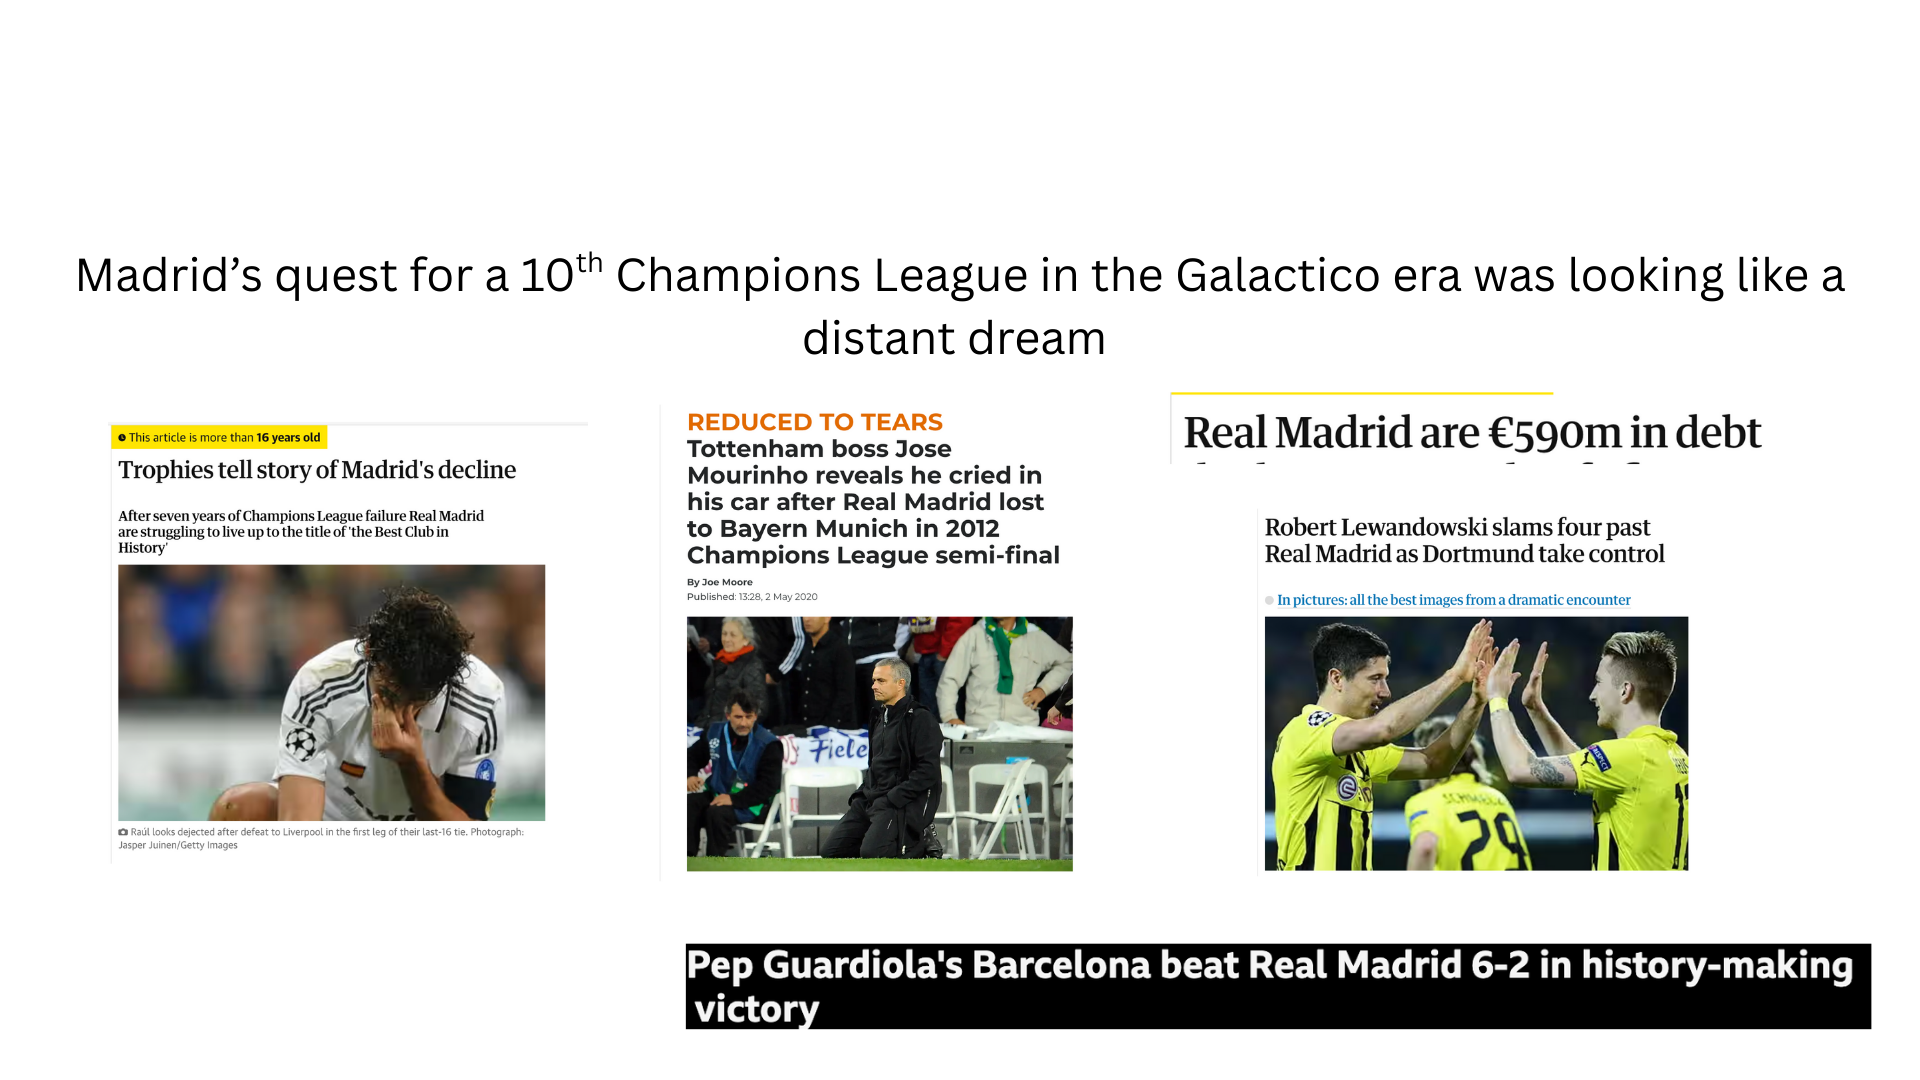 Madrid’s quest for a 10th Champions League in the Galactico era was looking like a
distant dream
This article is more than 16 years old
Trophies tell story of Madrid's decline
After seven years of Champions League failure Real Madrid
are struggling to live up to the title of 'the Best Club in
History'
Raúl looks dejected after defeat to Liverpool in the first leg of their last-16 tie. Photograph:
Jasper Juinen/Getty Images
REDUCED TO TEARS
Tottenham boss Jose
Mourinho reveals he cried in
his car after Real Madrid lost
to Bayern Munich in 2012
Champions League semi-final
By Joe Moore
Published: 13:28, 2 May 2020
Fiele
Real Madrid are €590m in debt
Robert Lewandowski slams four past
Real Madrid as Dortmund take control
In pictures: all the best images from a dramatic encounter
RESPECT
29
Pep Guardiola's Barcelona beat Real Madrid 6-2 in history-making
victory